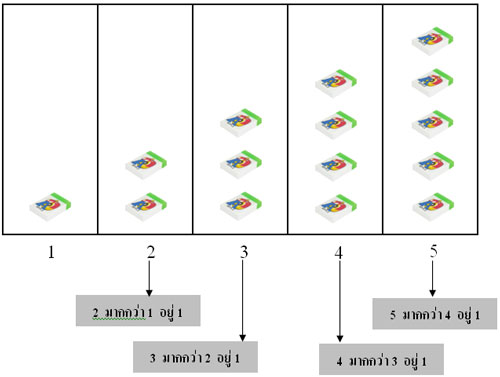 1 2 3 4 5
2 มากกว่า 1 อยู่ 1
5 มากกว่า 4 อยู่ 1
3 มากกว่า 2 อยู่ 1
4 มากกว่า 3 อยู่ 1